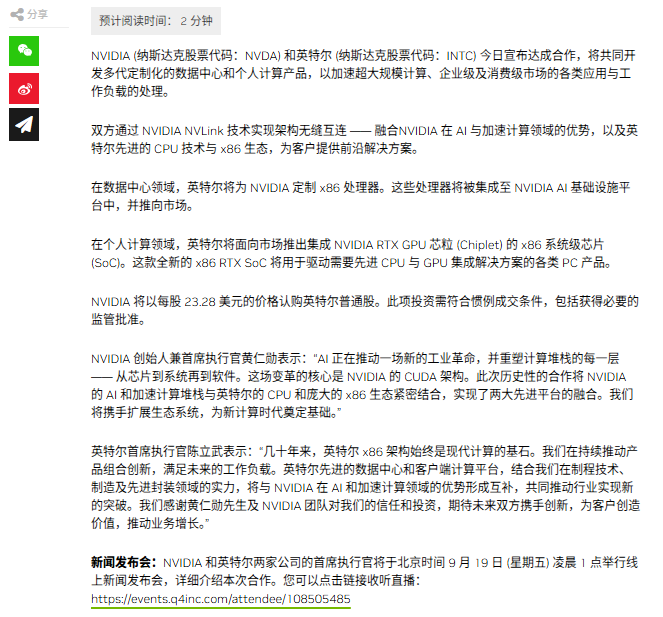 分享
预计阅读时间： 2 分钟
NVIDIA (纳斯达克股票代码：NVDA) 和英特尔 (纳斯达克股票代码：INTC) 今日宣布达成合作，将共同开
发多代定制化的数据中心和个人计算产品，以加速超大规模计算、企业级及消费级市场的各类应用与工
作负载的处理。
双方通过 NVIDIA NVLink 技术实现架构无缝互连 —— 融合NVIDIA 在 AI 与加速计算领域的优势，以及英
特尔先进的 CPU 技术与 x86 生态，为客户提供前沿解决方案。
在数据中心领域，英特尔将为 NVIDIA 定制 x86 处理器。这些处理器将被集成至 NVIDIA AI 基础设施平
台中，并推向市场。
在个人计算领域，英特尔将面向市场推出集成 NVIDIA RTX GPU 芯粒 (Chiplet) 的 x86 系统级芯片
(SoC)。这款全新的 x86 RTX SoC 将用于驱动需要先进 CPU 与 GPU 集成解决方案的各类 PC 产品。
NVIDIA 将以每股 23.28 美元的价格认购英特尔普通股。此项投资需符合惯例成交条件，包括获得必要的
监管批准。
NVIDIA 创始人兼首席执行官黄仁勋表示：“AI 正在推动一场新的工业革命，并重塑计算堆栈的每一层
—— 从芯片到系统再到软件。这场变革的核心是 NVIDIA 的 CUDA 架构。此次历史性的合作将 NVIDIA
的 AI 和加速计算堆栈与英特尔的 CPU 和庞大的 x86 生态紧密结合，实现了两大先进平台的融合。我们
将携手扩展生态系统，为新计算时代奠定基础。”
英特尔首席执行官陈立武表示：“几十年来，英特尔 x86 架构始终是现代计算的基石。我们在持续推动产
品组合创新，满足未来的工作负载。英特尔先进的数据中心和客户端计算平台，结合我们在制程技术、
制造及先进封装领域的实力，将与 NVIDIA 在 AI 和加速计算领域的优势形成互补，共同推动行业实现新
的突破。我们感谢黄仁勋先生及 NVIDIA 团队对我们的信任和投资，期待未来双方携手创新，为客户创造
价值，推动业务增长。”
新闻发布会：NVIDIA 和英特尔两家公司的首席执行官将于北京时间 9 月 19 日 (星期五) 凌晨 1 点举行线
上新闻发布会，详细介绍本次合作。您可以点击链接收听直播：
https://events.q4inc.com/attendee/108505485